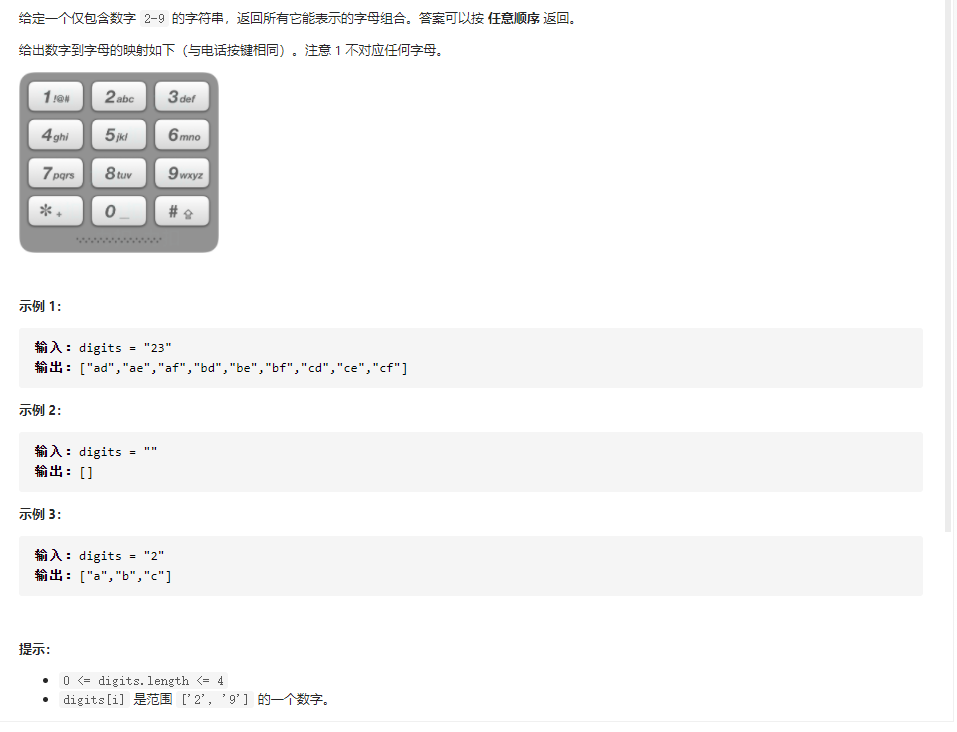 给定一个仅包含数字 2-9 的字符串，返回所有它能表示的字母组合。答案可以按 任意顺序 返回。
给出数字到字母的映射如下（与电话按键相同）。注意 1 不对应任何字母。
1 !@# 2 abc 3 def
4 ghi 5 jkl 6 mno
7 pqrs 8 tuv 9 wxyz
* + 0 _ # ⇧
示例 1：
输入：digits = "23"
输出：["ad","ae","af","bd","be","bf","cd","ce","cf"]
示例 2：
输入：digits = ""
输出：[]
示例 3：
输入：digits = "2"
输出：["a","b","c"]
提示：
• 0 <= digits.length <= 4
• digits[i] 是范围 ['2', '9'] 的一个数字。